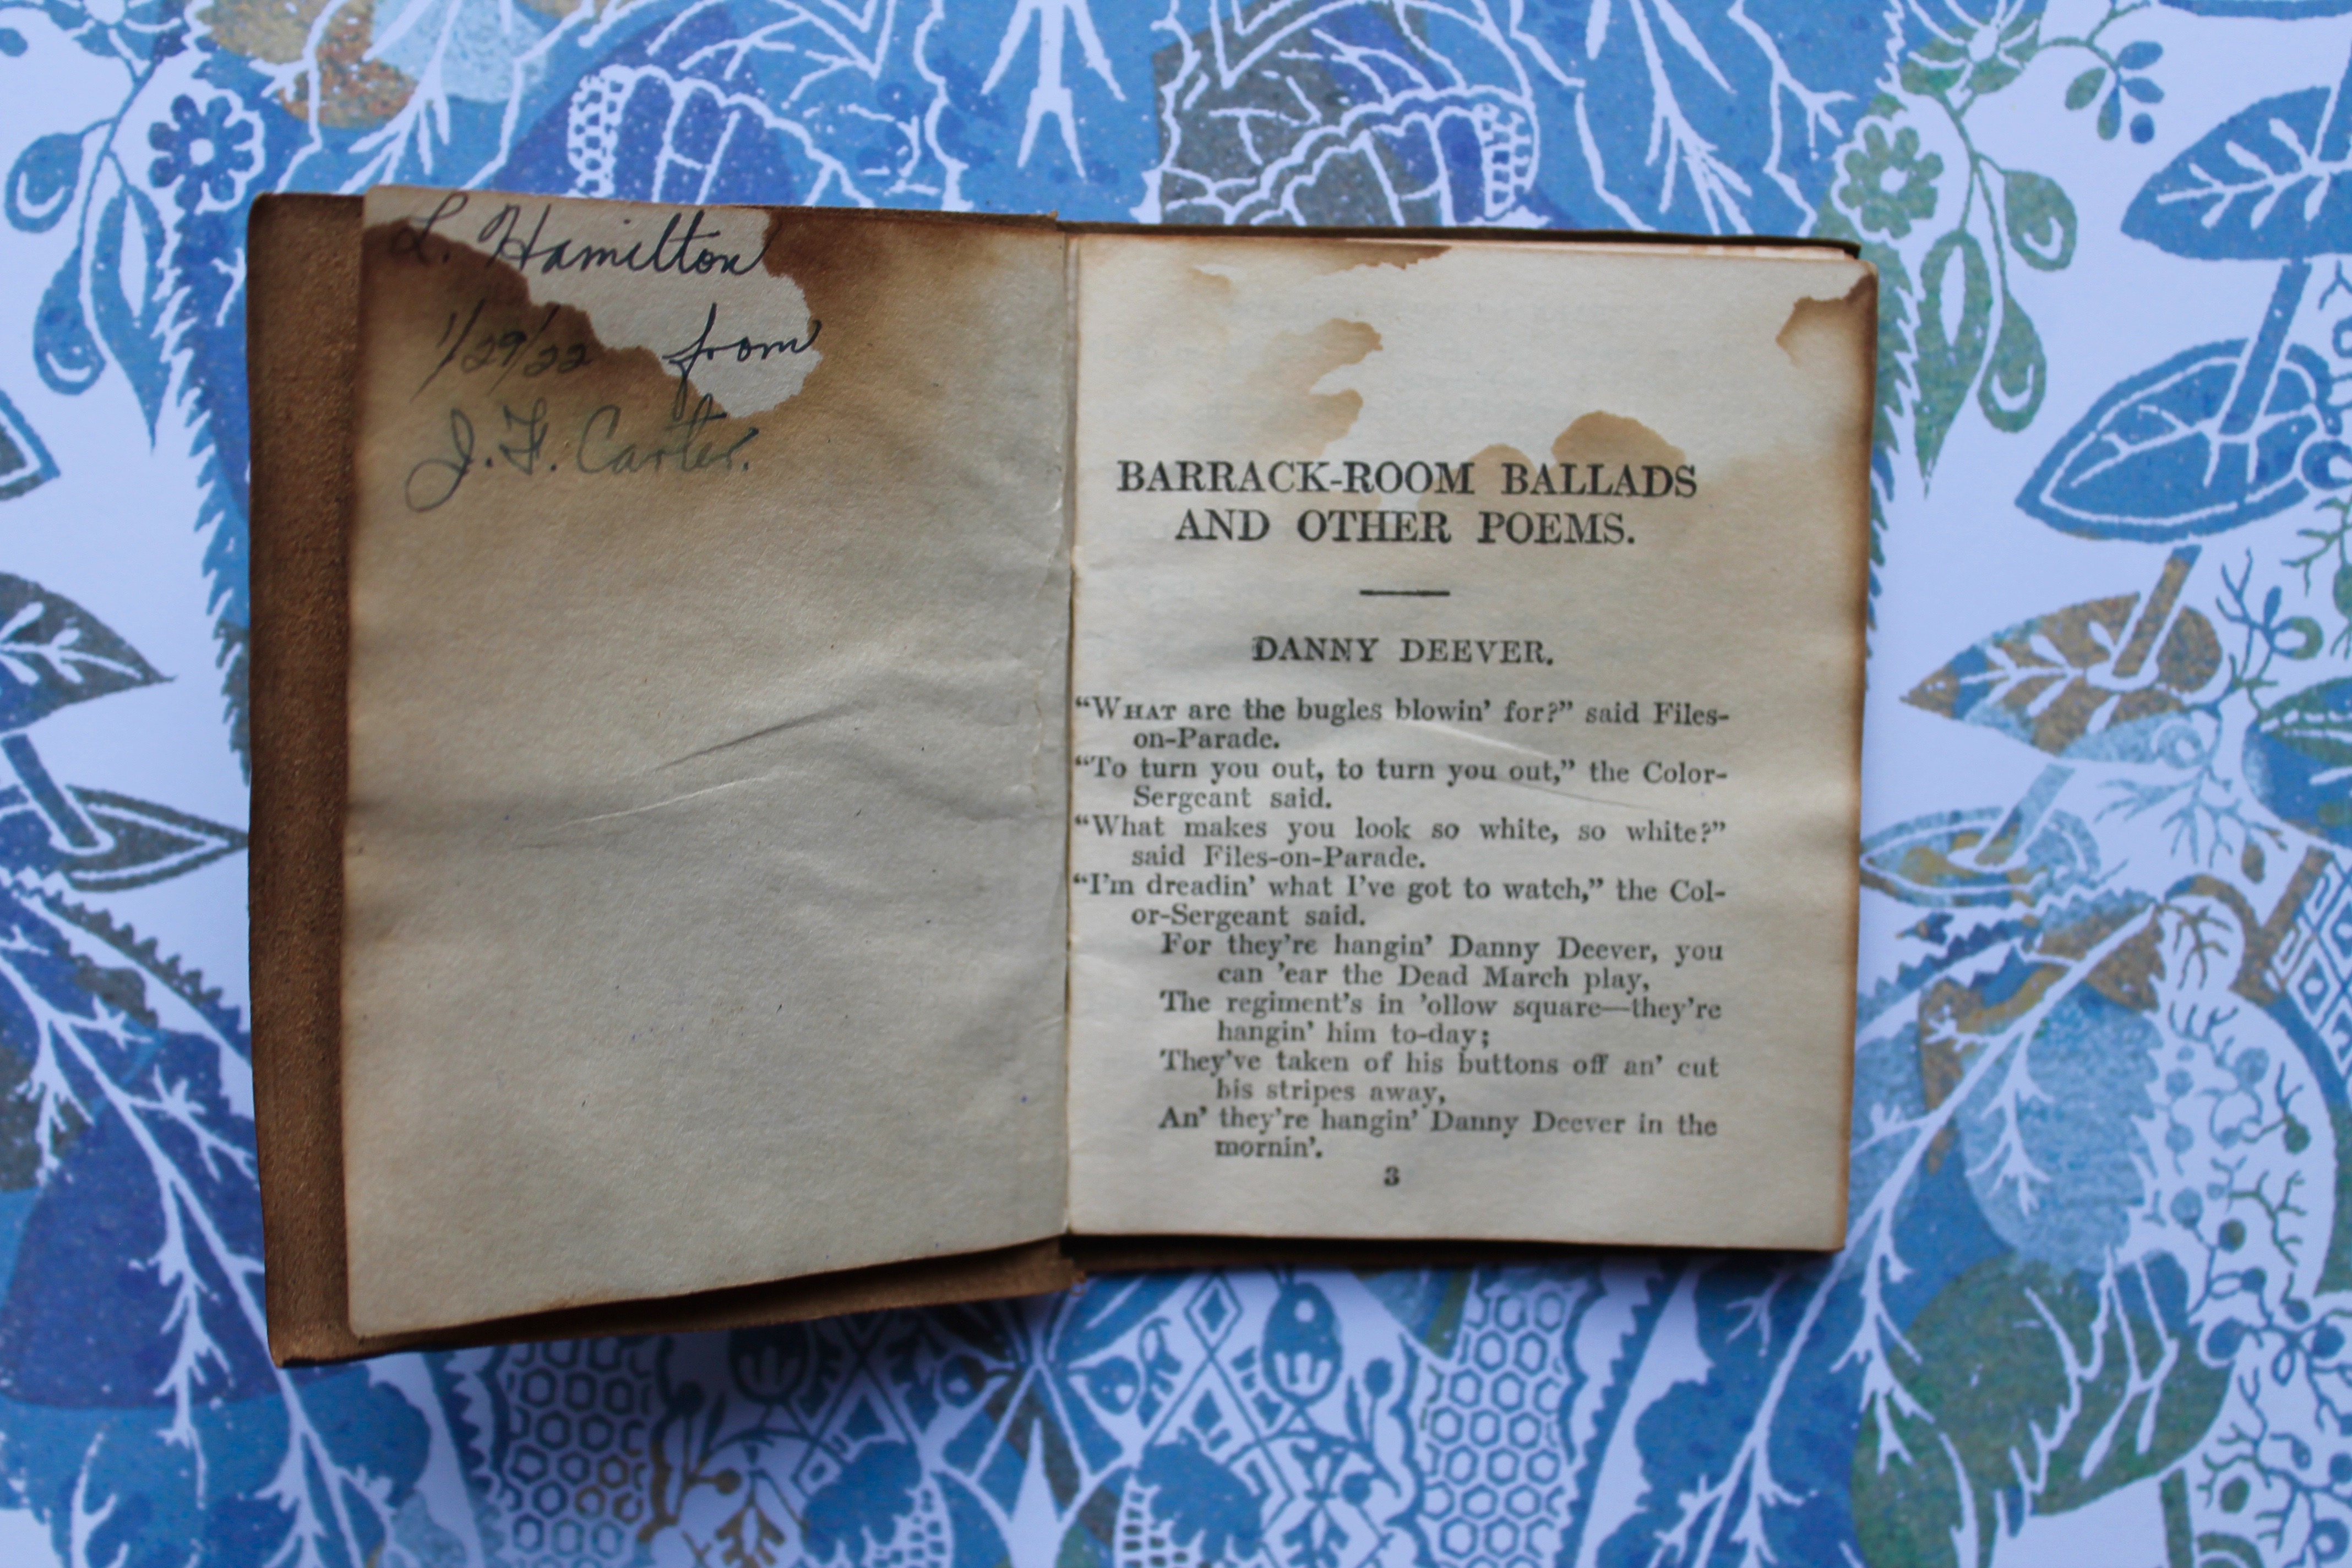 L. Hamilton
1/29/22 from
J. F. Carter.
BARRACK-ROOM BALLADS
AND OTHER POEMS.
DANNY DEEVER.
“WHAT are the bugles blowin’ for?” said Files-
on-Parade.
“To turn you out, to turn you out,” the Color-
Sergeant said.
“What makes you look so white, so white?”
said Files-on-Parade.
“I’m dreadin’ what I’ve got to watch,” the Col-
or-Sergeant said.
For they’re hangin’ Danny Deever, you
can ’ear the Dead March play,
The regiment’s in ’ollow square—they’re
hangin’ him to-day;
They’ve taken of his buttons off an’ cut
his stripes away,
An’ they’re hangin’ Danny Deever in the
mornin’.
3